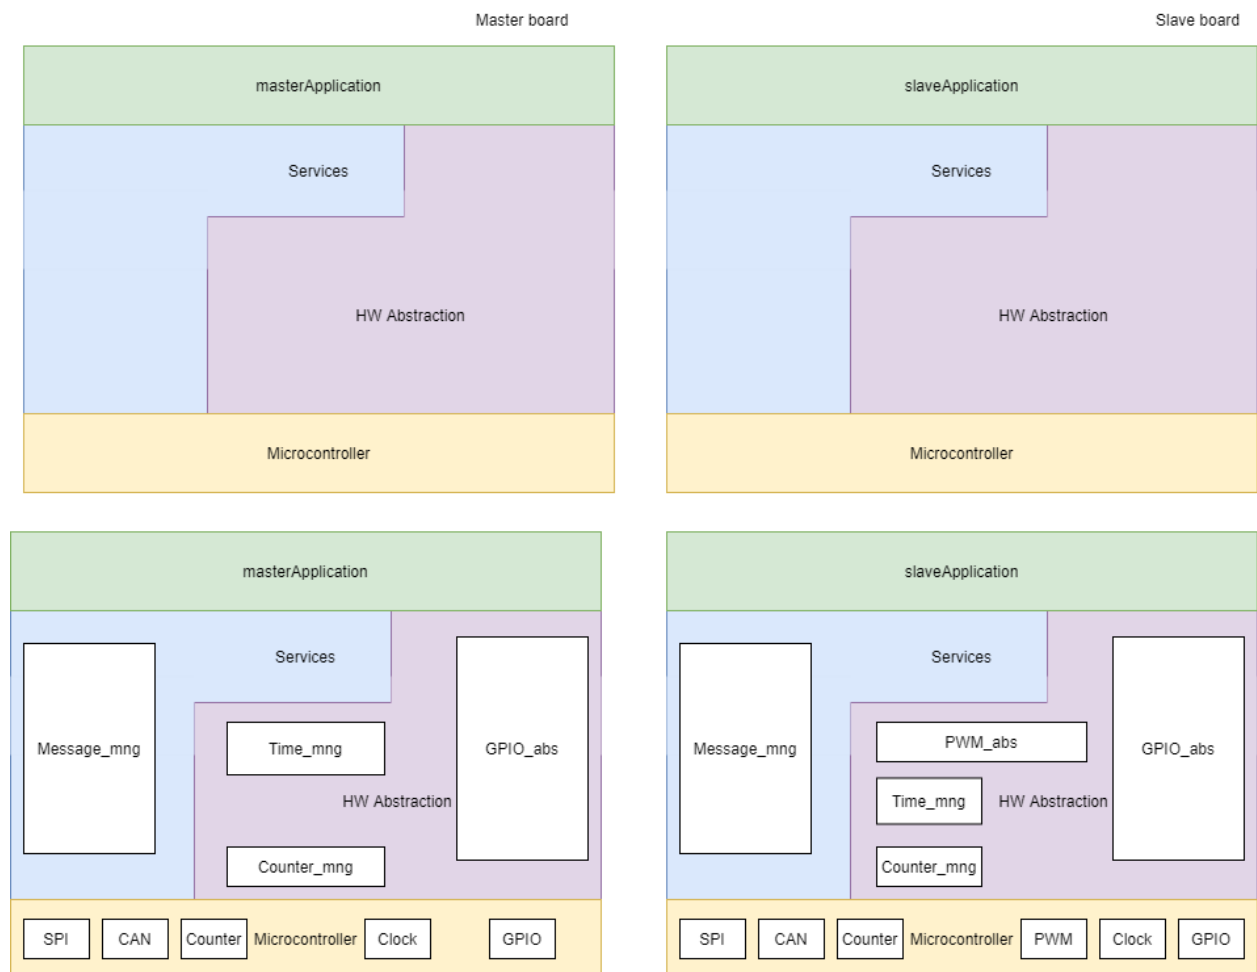 Master board
Slave board
masterApplication
slaveApplication
Services
Services
HW Abstraction
HW Abstraction
Microcontroller
Microcontroller
masterApplication
slaveApplication
Services
Message_mng
Time_mng
GPIO_abs
HW Abstraction
Counter_mng
SPI
CAN
Counter
Microcontroller
Clock
GPIO
Services
Message_mng
PWM_abs
GPIO_abs
Time_mng
HW Abstraction
Counter_mng
SPI
CAN
Counter
Microcontroller
PWM
Clock
GPIO